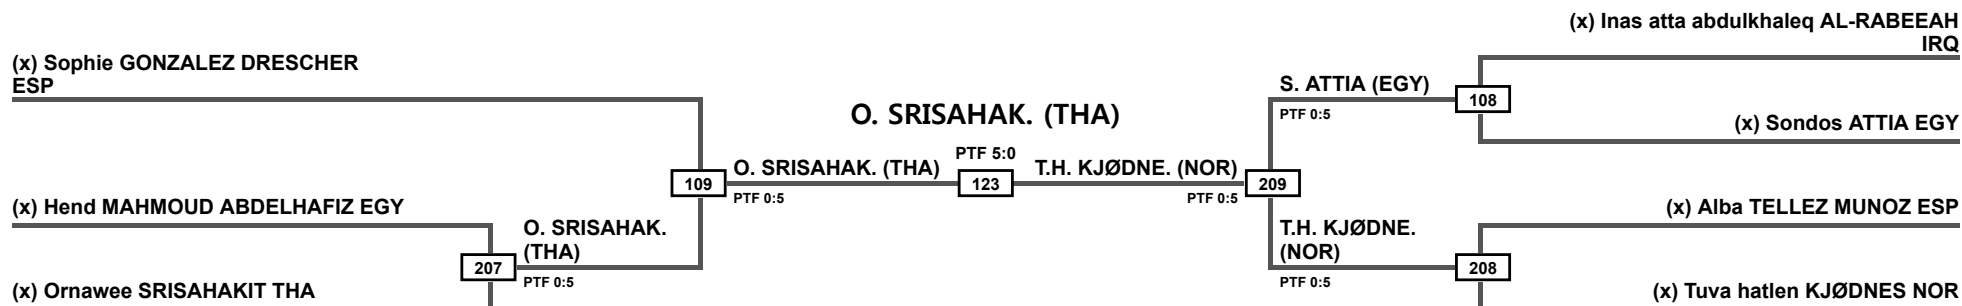 (x) Inas atta abdulkhaleq AL-RABEEAH
IRQ
(x) Sophie GONZALEZ DRESCHER
ESP
S. ATTIA (EGY)
108
PTF 0:5
O. SRISAHAK. (THA)
(x) Sondos ATTIA EGY
PTF 5:0
109
O. SRISAHAK. (THA)
PTF 0:5
123
T.H. KJØDNE. (NOR)
PTF 0:5
209
(x) Hend MAHMOUD ABDELHAFIZ EGY
(x) Alba TELLEZ MUNOZ ESP
O. SRISAHAK.
(THA)
T.H. KJØDNE.
(NOR)
207
PTF 0:5
PTF 0:5
208
(x) Ornawee SRISAHAKIT THA
(x) Tuva hatlen KJØDNES NOR